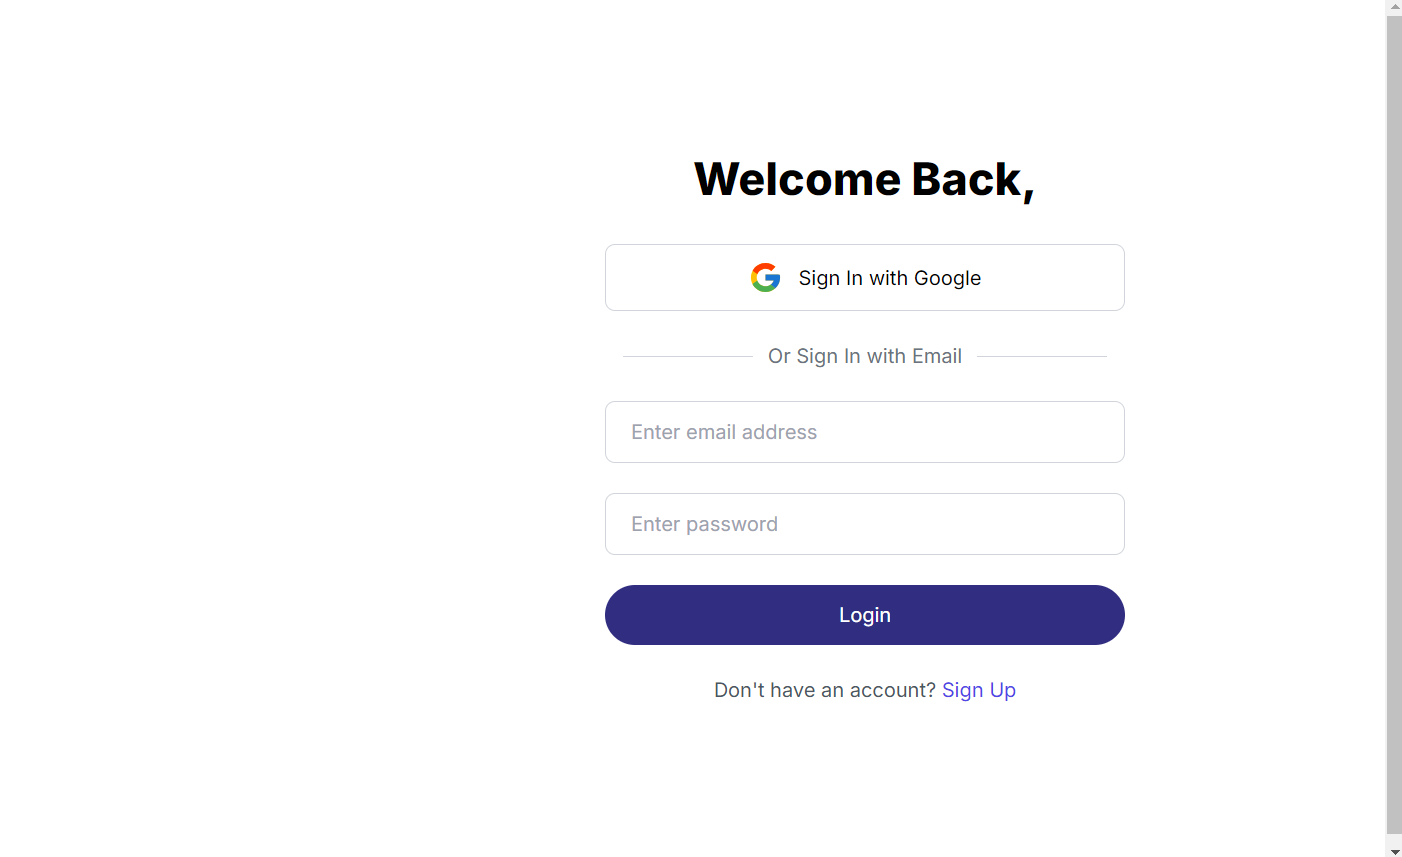 Welcome Back,
Sign In with Google
Or Sign In with Email
Enter email address
Enter password
Login
Don't have an account? Sign Up